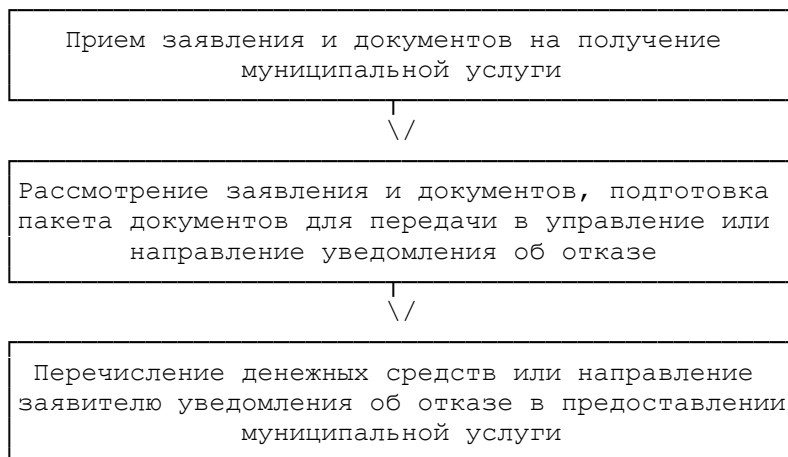 Прием заявления и документов на получение
муниципальной услуги
\/
Рассмотрение заявления и документов, подготовка
пакета документов для передачи в управление или
направление уведомления об отказе
\/
Перечисление денежных средств или направление
заявителю уведомления об отказе в предоставлении
муниципальной услуги